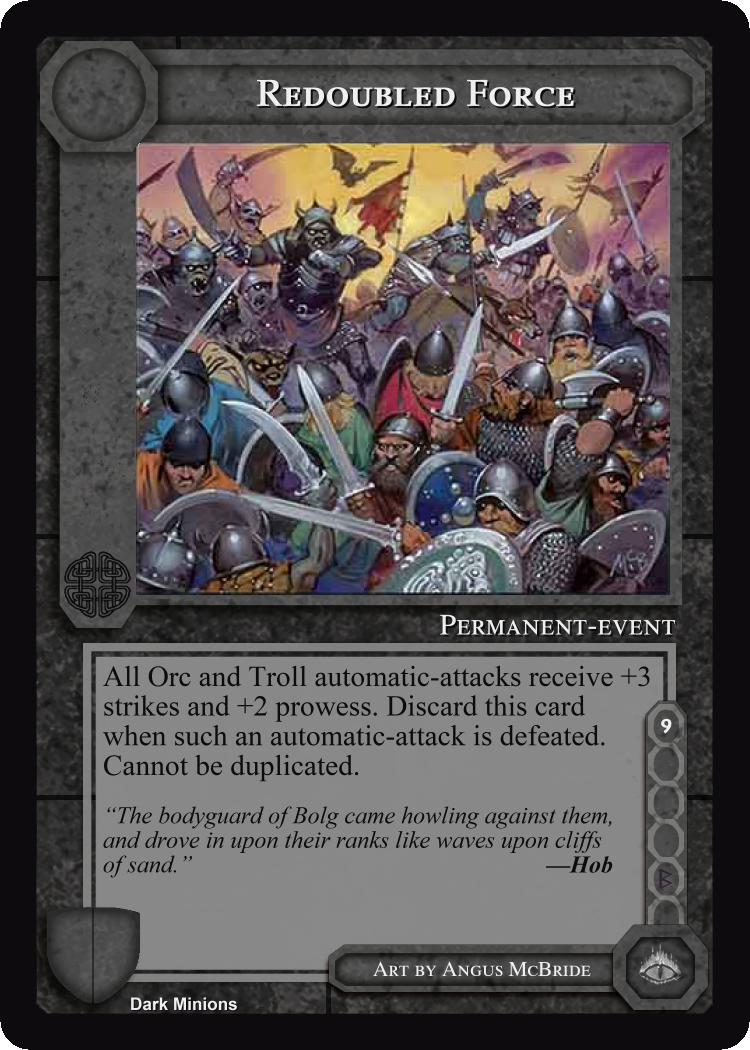 Redoubled Force
Permanent-event
All Orc and Troll automatic-attacks receive +3
strikes and +2 prowess. Discard this card
when such an automatic-attack is defeated.
Cannot be duplicated.
9
“The bodyguard of Bolg came howling against them,
and drove in upon their ranks like waves upon cliffs
of sand.” —Hob
Art by Angus McBride
Dark Minions